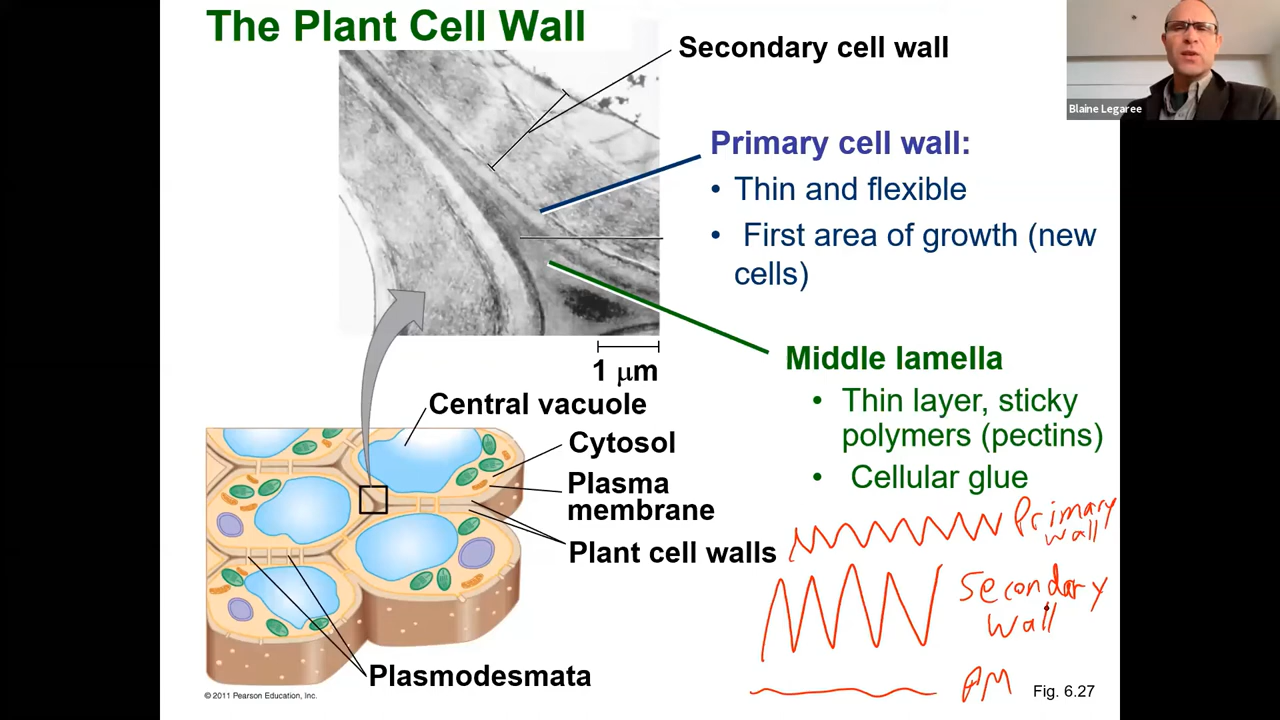 The Plant Cell Wall
Secondary cell wall
Blaine Legaree
Primary cell wall:
• Thin and flexible
• First area of growth (new
cells)
1 μm
Middle lamella
• Thin layer, sticky
polymers (pectins)
• Cellular glue
Central vacuole
Cytosol
Plasma
membrane
Plant cell walls
Plasmodesmata
Primary
wall
Secondary
wall
PM
© 2011 Pearson Education, Inc.
Fig. 6.27